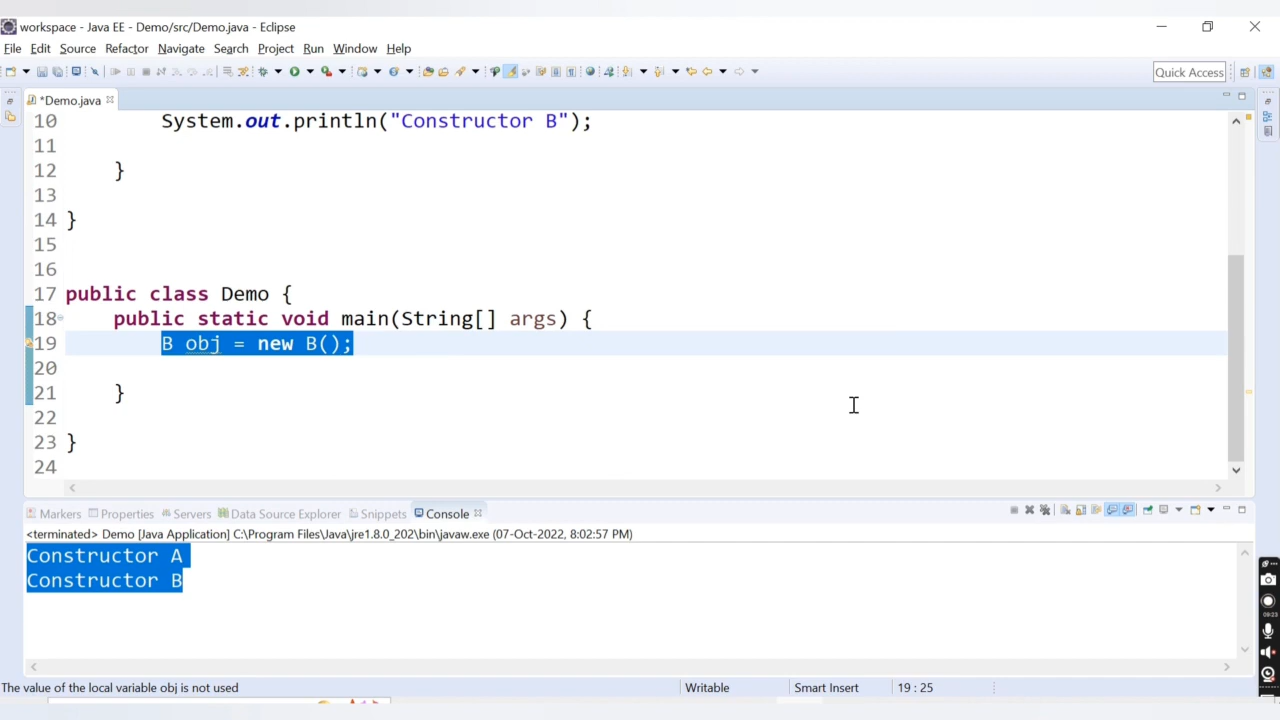 workspace - Java EE - Demo/src/Demo.java - Eclipse
File Edit Source Refactor Navigate Search Project Run Window Help
Quick Access
*Demo.java
10 System.out.println("Constructor B");
11
12 }
13
14 }
15
16
17 public class Demo {
18 public static void main(String[] args) {
19 B obj = new B();
20
21 }
22
23 }
24
Markers Properties Servers Data Source Explorer Snippets Console
<terminated> Demo [Java Application] C:\Program Files\Java\jre1.8.0_202\bin\javaw.exe (07-Oct-2022, 8:02:57 PM)
Constructor A
Constructor B
09:23
The value of the local variable obj is not used Writable Smart Insert 19 : 25